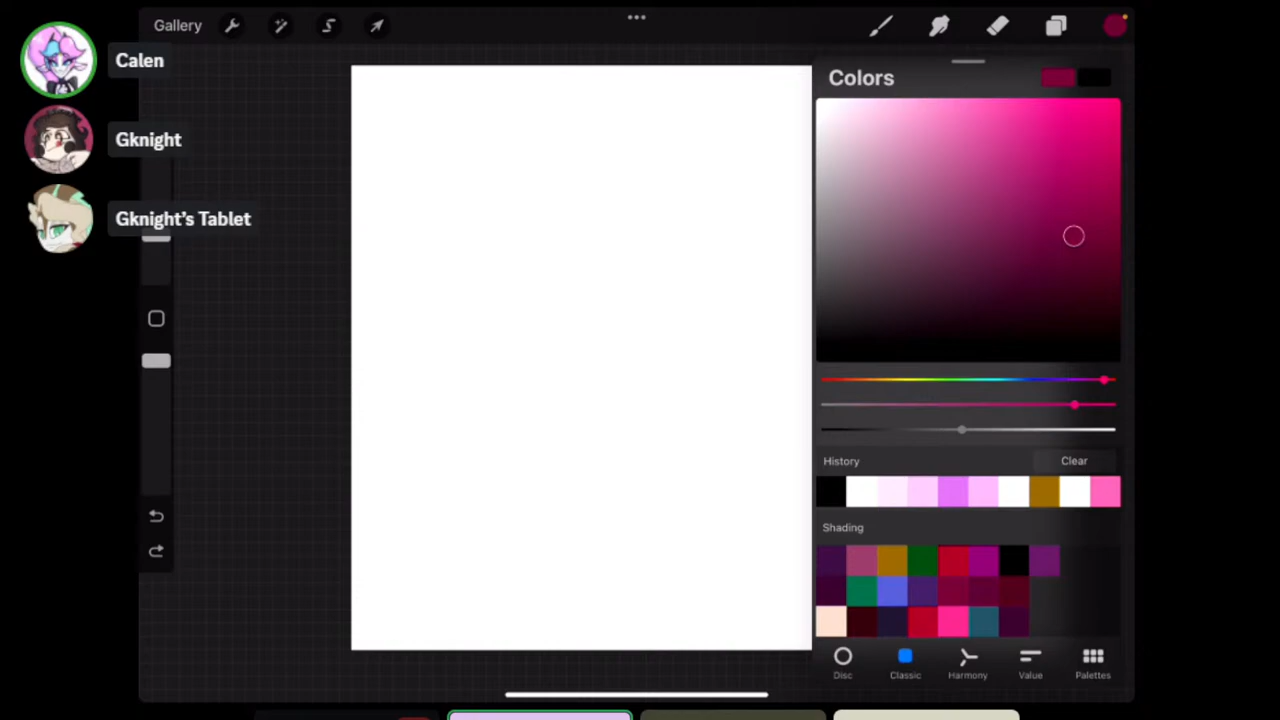 Gallery
Calen
Colors
Gknight
Gknight's Tablet
History
Clear
Shading
Disc
Classic
Harmony
Value
Palettes